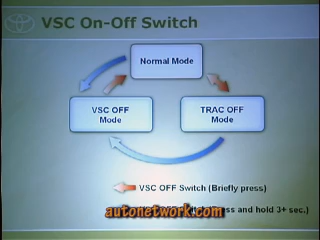 VSC On-Off Switch
Normal Mode
VSC OFF
Mode
TRAC OFF
Mode
VSC OFF Switch (Briefly press)
ss and hold 3+ sec.)
autonetwork.com